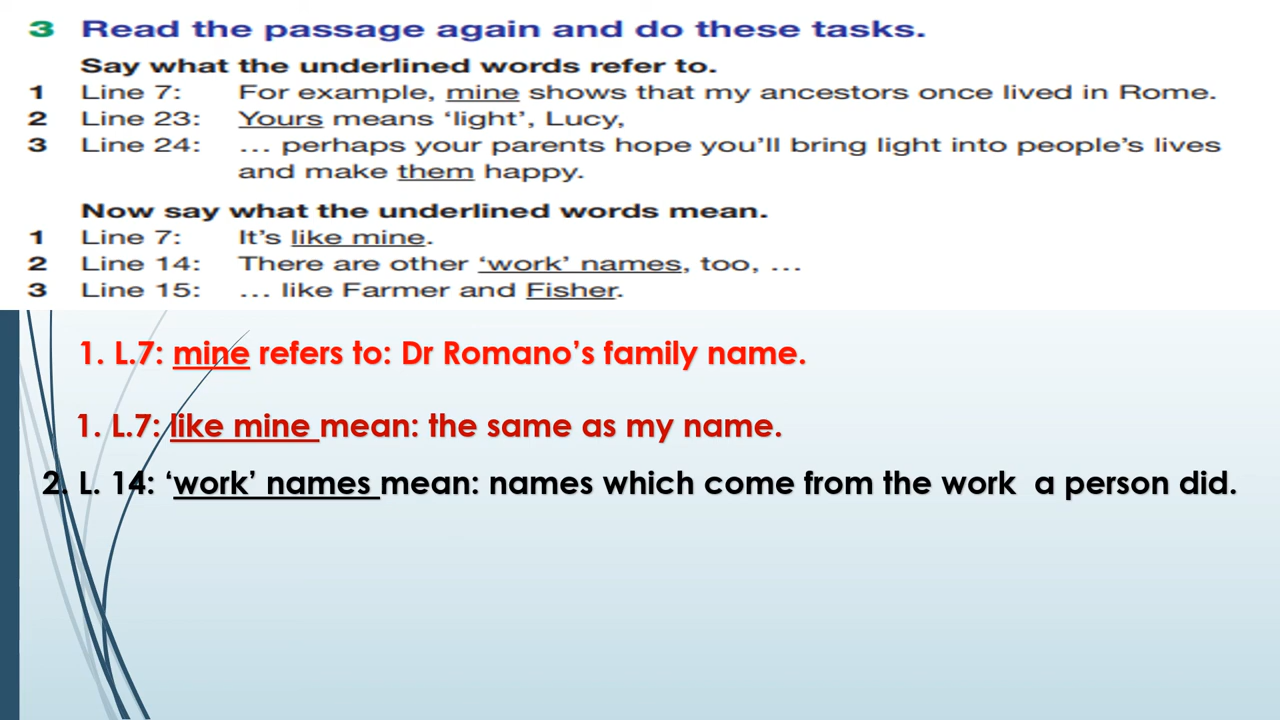 3 Read the passage again and do these tasks.
Say what the underlined words refer to.
1 Line 7: For example, mine shows that my ancestors once lived in Rome.
2 Line 23: Yours means ‘light’, Lucy,
3 Line 24: … perhaps your parents hope you’ll bring light into people’s lives
and make them happy.
Now say what the underlined words mean.
1 Line 7: It’s like mine.
2 Line 14: There are other ‘work’ names, too, …
3 Line 15: … like Farmer and Fisher.
1. L.7: mine refers to: Dr Romano’s family name.
1. L.7: like mine mean: the same as my name.
2. L. 14: ‘work’ names mean: names which come from the work a person did.